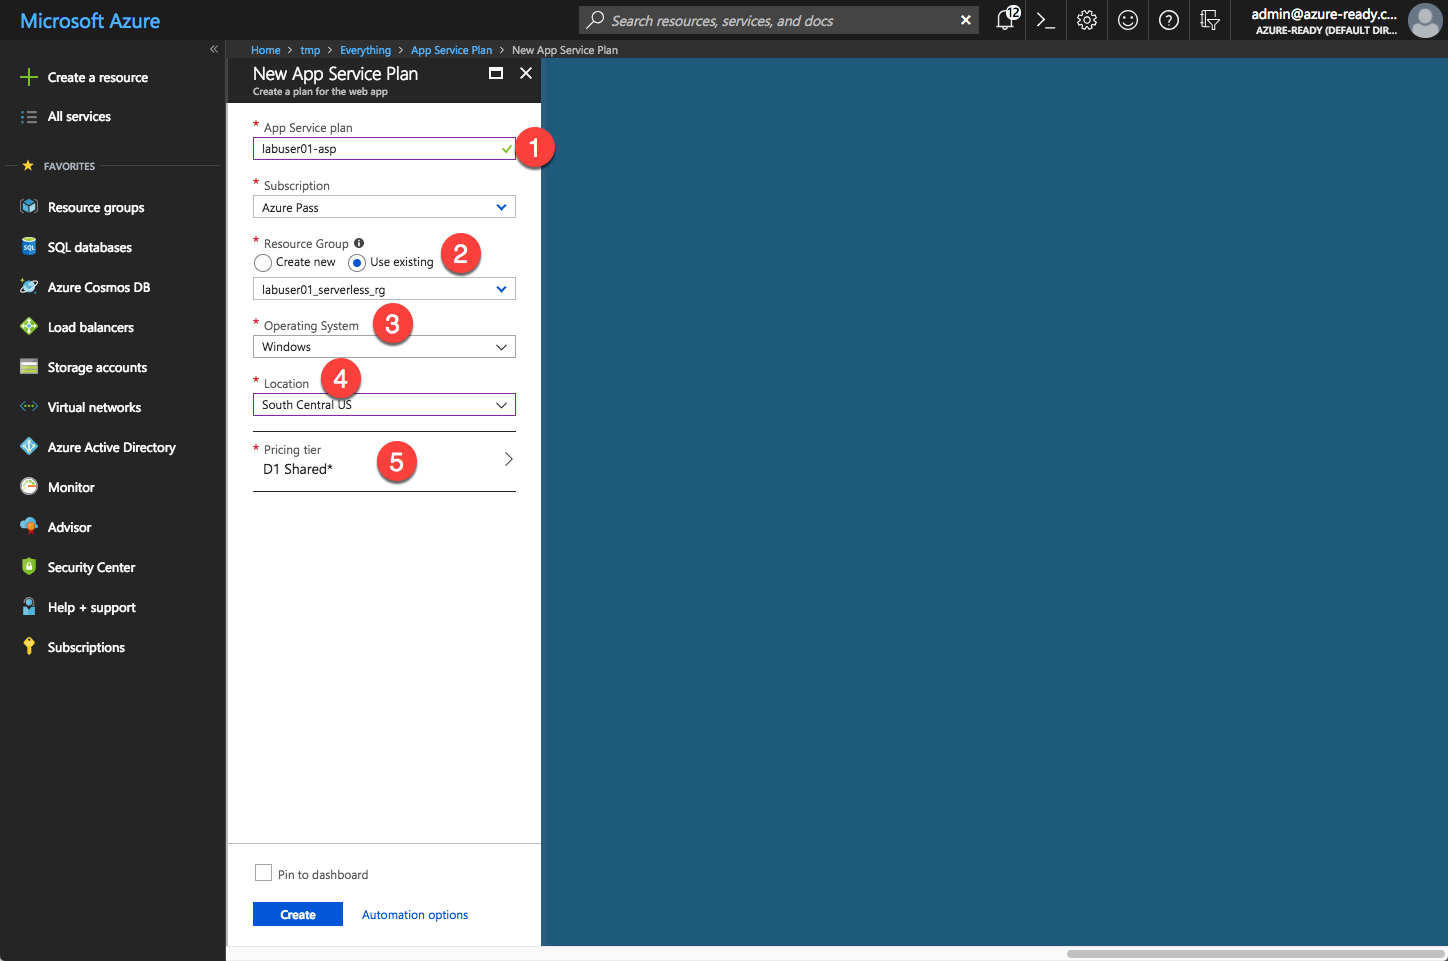 Microsoft Azure
Search resources, services, and docs
12
admin@azure-ready.c...
AZURE-READY (DEFAULT DIR...
Home > tmp > Everything > App Service Plan > New App Service Plan
Create a resource
All services
FAVORITES
Resource groups
SQL databases
Azure Cosmos DB
Load balancers
Storage accounts
Virtual networks
Azure Active Directory
Monitor
Advisor
Security Center
Help + support
Subscriptions
New App Service Plan
Create a plan for the web app
* App Service plan
labuser01-asp
1
* Subscription
Azure Pass
* Resource Group
2
Create new Use existing
labuser01_serverless_rg
* Operating System
3
Windows
* Location
4
South Central US
* Pricing tier
D1 Shared*
5
Pin to dashboard
Create
Automation options